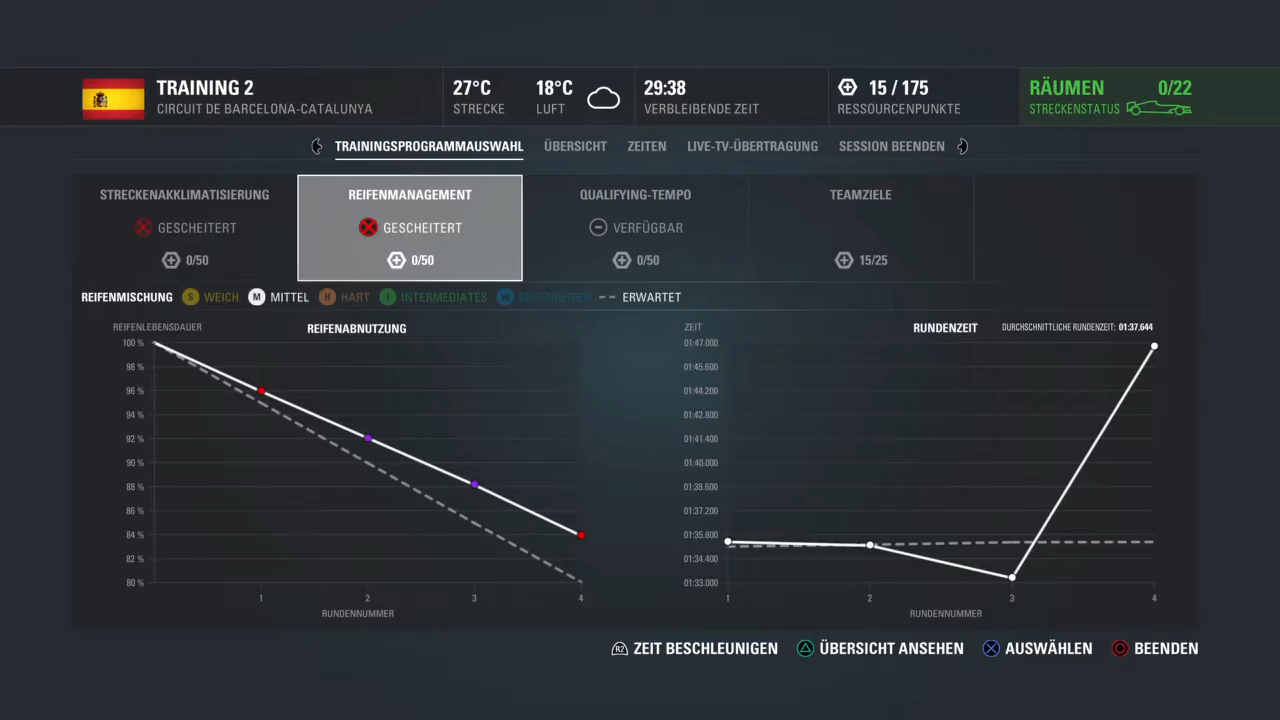 TRAINING 2
CIRCUIT DE BARCELONA-CATALUNYA
27°C
STRECKE
18°C
LUFT
29:38
VERBLEIBENDE ZEIT
15 / 175
RESSOURCENPUNKTE
RÄUMEN 0/22
STRECKENSTATUS
TRAININGSPROGRAMMAUSWAHL ÜBERSICHT ZEITEN LIVE-TV-ÜBERTRAGUNG SESSION BEENDEN
STRECKENAKKLIMATISIERUNG
GESCHEITERT
0/50
REIFENMANAGEMENT
GESCHEITERT
0/50
QUALIFYING-TEMPO
VERFÜGBAR
0/50
TEAMZIELE
15/25
REIFENMISCHUNG S WEICH M MITTEL H HART I INTERMEDIATES W REGENREIFEN ERWARTET
REIFENLEBENSDAUER
REIFENABNUTZUNG
100 %
98 %
96 %
94 %
92 %
90 %
88 %
86 %
84 %
82 %
80 %
1 2 3 4
RUNDENNUMMER
ZEIT
RUNDENZEIT
DURCHSCHNITTLICHE RUNDENZEIT: 01:37.644
01:47.000
01:45.600
01:44.200
01:42.800
01:41.400
01:40.000
01:38.600
01:37.200
01:35.800
01:34.400
01:33.000
1 2 3 4
RUNDENNUMMER
R2 ZEIT BESCHLEUNIGEN ÜBERSICHT ANSEHEN AUSWÄHLEN BEENDEN